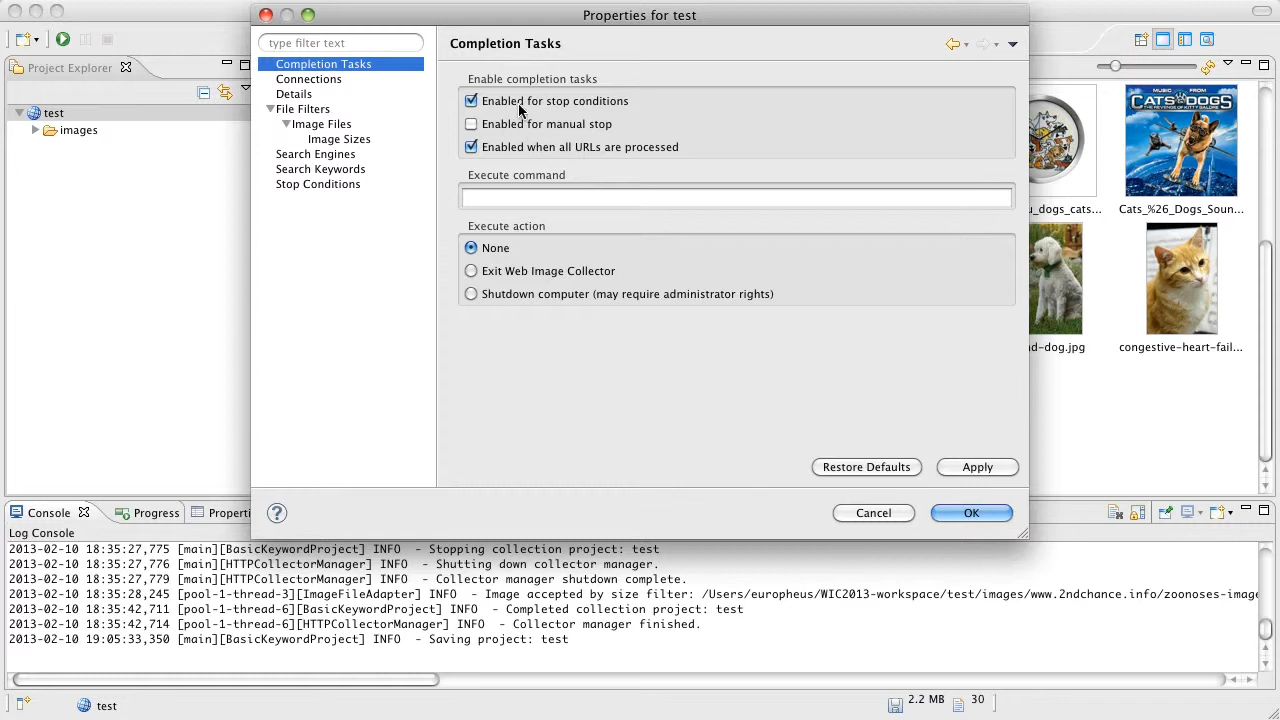 Properties for test
type filter text
Completion Tasks
Connections
Details
File Filters
Image Files
Image Sizes
Search Engines
Search Keywords
Stop Conditions
Completion Tasks
Enable completion tasks
Enabled for stop conditions
Enabled for manual stop
Enabled when all URLs are processed
Execute command
Execute action
None
Exit Web Image Collector
Shutdown computer (may require administrator rights)
Restore Defaults
Apply
?
Cancel
OK
Project Explorer
test
images
CATS DOGS
u_dogs_cats...
Cats_%26_Dogs_Soun...
d-dog.jpg
congestive-heart-fail...
Console
Progress
Properti
Log Console
2013-02-10 18:35:27,775 [main][BasicKeywordProject] INFO - Stopping collection project: test
2013-02-10 18:35:27,776 [main][HTTPCollectorManager] INFO - Shutting down collector manager.
2013-02-10 18:35:27,779 [main][HTTPCollectorManager] INFO - Collector manager shutdown complete.
2013-02-10 18:35:28,245 [pool-1-thread-3][ImageFileAdapter] INFO - Image accepted by size filter: /Users/europheus/WIC2013-workspace/test/images/www.2ndchance.info/zoonoses-image
2013-02-10 18:35:42,711 [pool-1-thread-6][BasicKeywordProject] INFO - Completed collection project: test
2013-02-10 18:35:42,714 [pool-1-thread-6][HTTPCollectorManager] INFO - Collector manager finished.
2013-02-10 19:05:33,350 [main][BasicKeywordProject] INFO - Saving project: test
test
2.2 MB
30